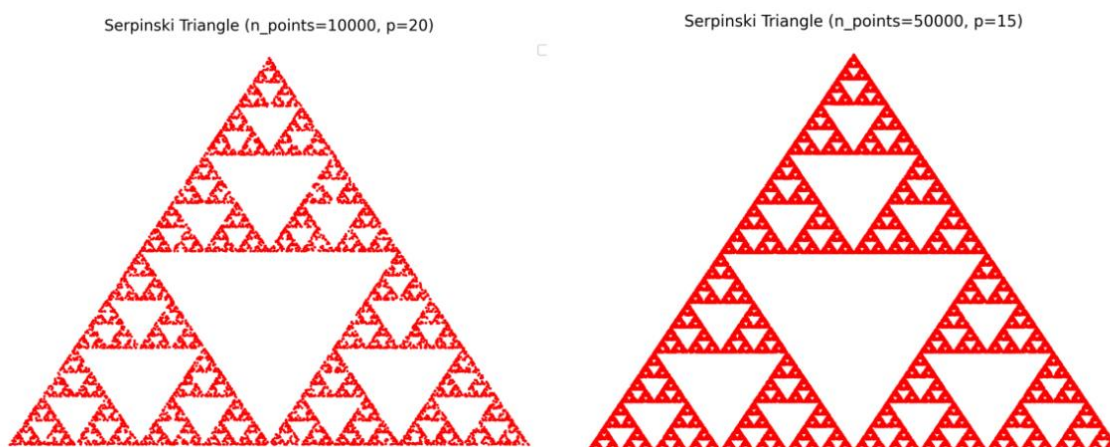 Serpinski Triangle (n_points=10000, p=20)
Serpinski Triangle (n_points=50000, p=15)